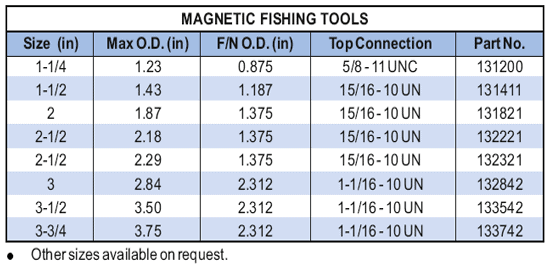 MAGNETIC FISHING TOOLS
Size (in) Max O.D. (in) F/N O.D. (in) Top Connection Part No.
1-1/4 1.23 0.875 5/8 - 11 UNC 131200
1-1/2 1.43 1.187 15/16 - 10 UN 131411
2 1.87 1.375 15/16 - 10 UN 131821
2-1/2 2.18 1.375 15/16 - 10 UN 132221
2-1/2 2.29 1.375 15/16 - 10 UN 132321
3 2.84 2.312 1-1/16 - 10 UN 132842
3-1/2 3.50 2.312 1-1/16 - 10 UN 133542
3-3/4 3.75 2.312 1-1/16 - 10 UN 133742
● Other sizes available on request.